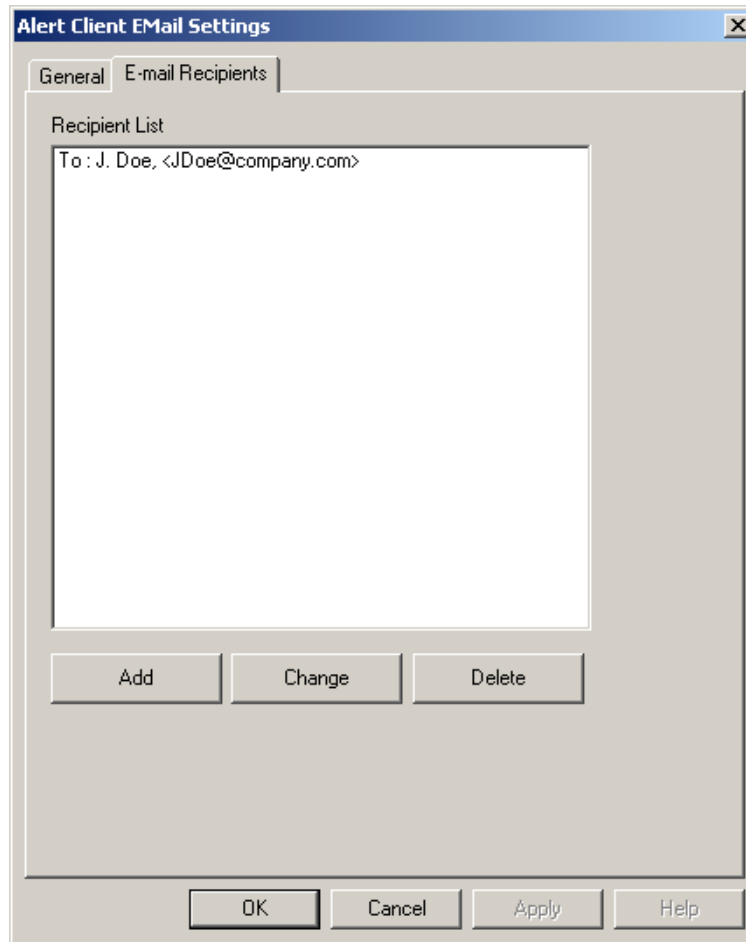 Alert Client EMail Settings
General E-mail Recipients
Recipient List
To : J. Doe, <JDoe@company.com>
Add Change Delete
OK Cancel Apply Help